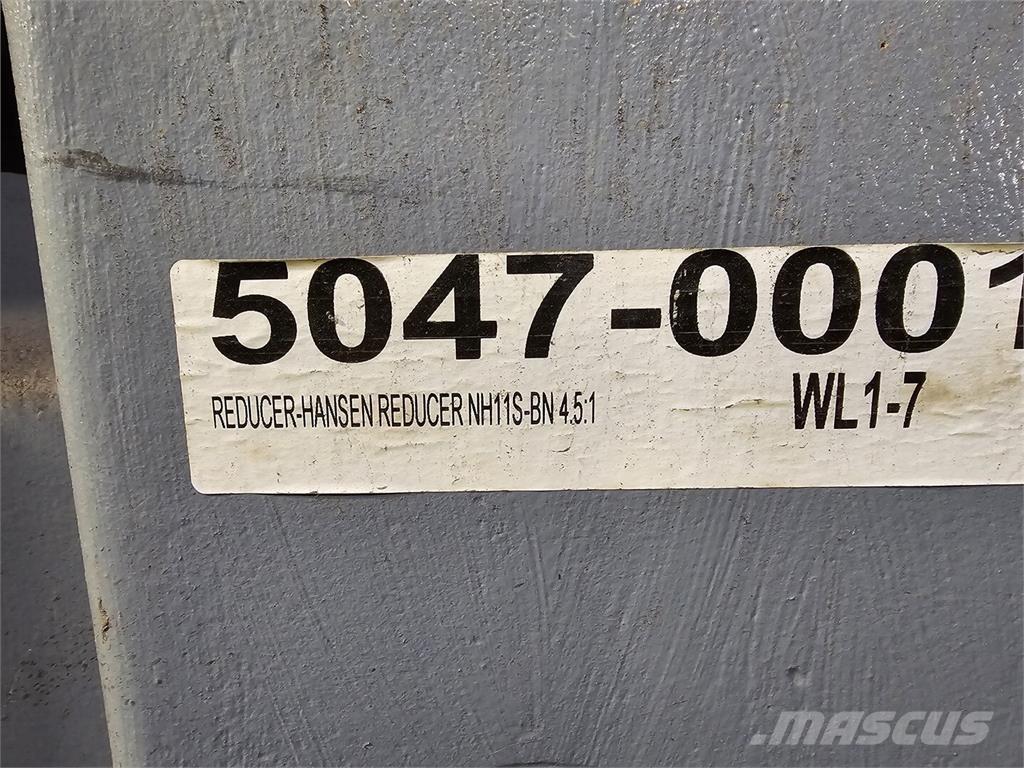 5047-0001
REDUCER-HANSEN REDUCER NH11S-BN 4.5:1
WL1-7
MASCUS